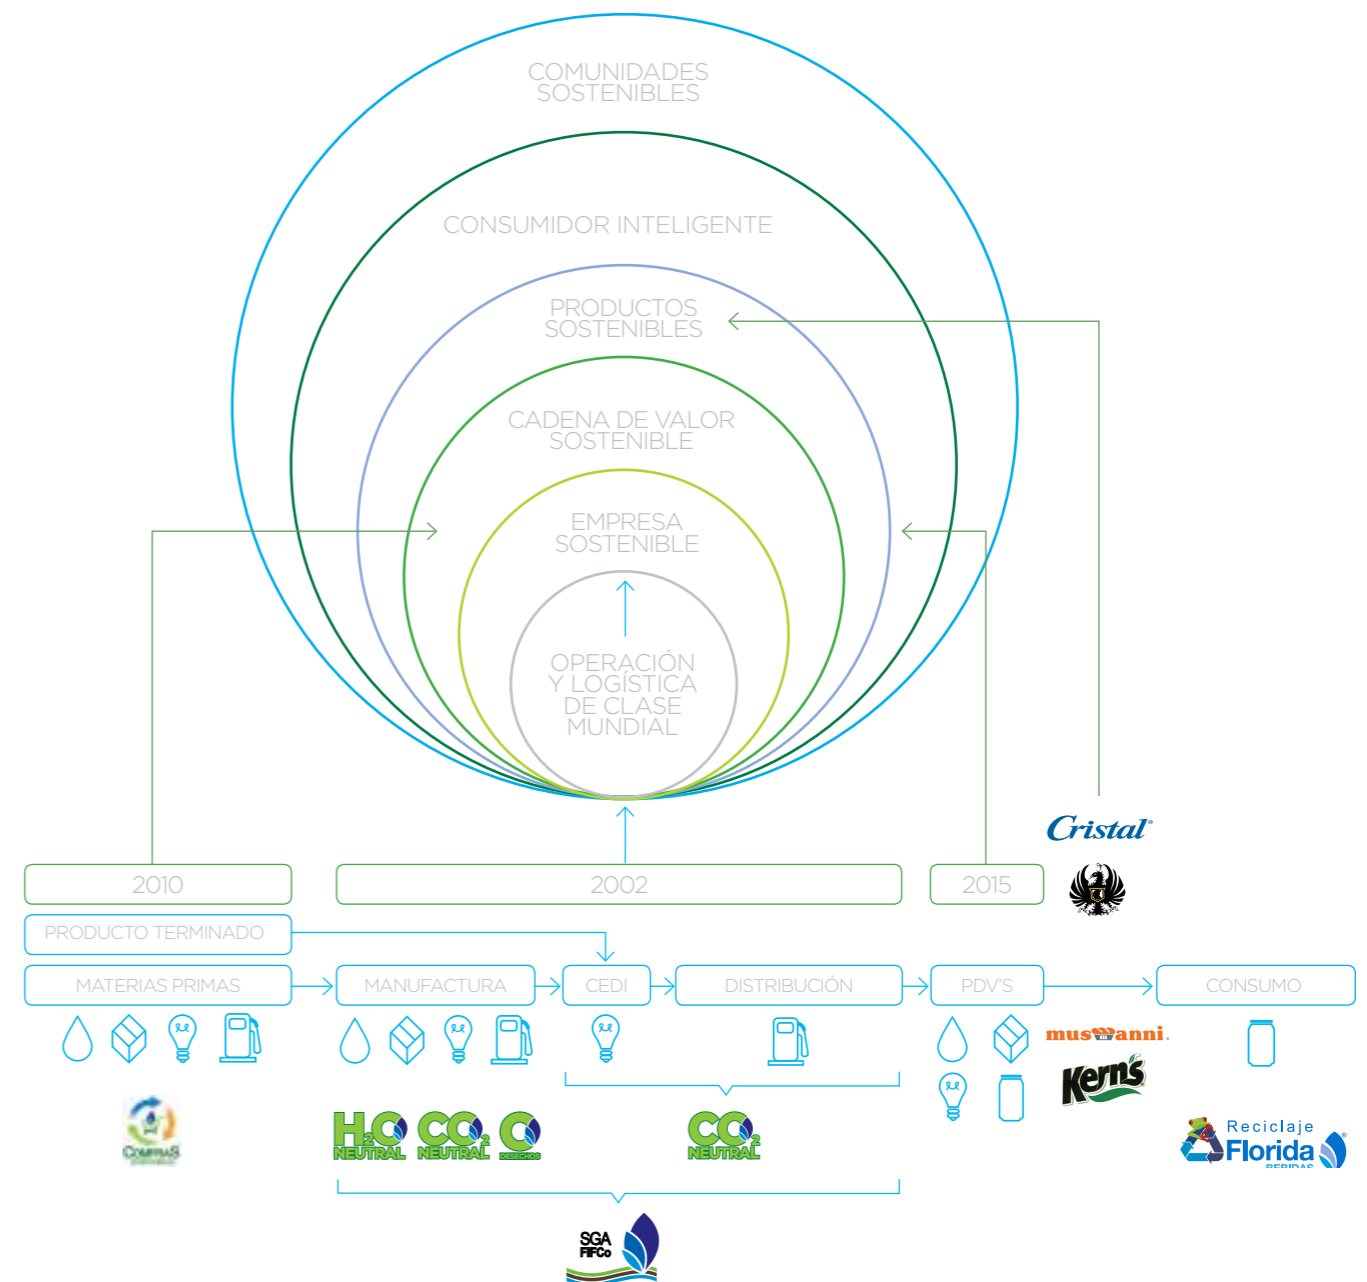 COMUNIDADES
SOSTENIBLES
CONSUMIDOR INTELIGENTE
PRODUCTOS
SOSTENIBLES
CADENA DE VALOR
SOSTENIBLE
EMPRESA
SOSTENIBLE
OPERACIÓN
Y LOGÍSTICA
DE CLASE
MUNDIAL
Cristal
2010
2002
2015
PRODUCTO TERMINADO
MATERIAS PRIMAS
MANUFACTURA
CEDI
DISTRIBUCIÓN
PDV'S
CONSUMO
musmanni
Kern's
COMPRAS
H2O
NEUTRAL
CO2
NEUTRAL
O
DESECHOS
CO2
NEUTRAL
Reciclaje
Florida
BEBIDAS
SGA
FIFCo